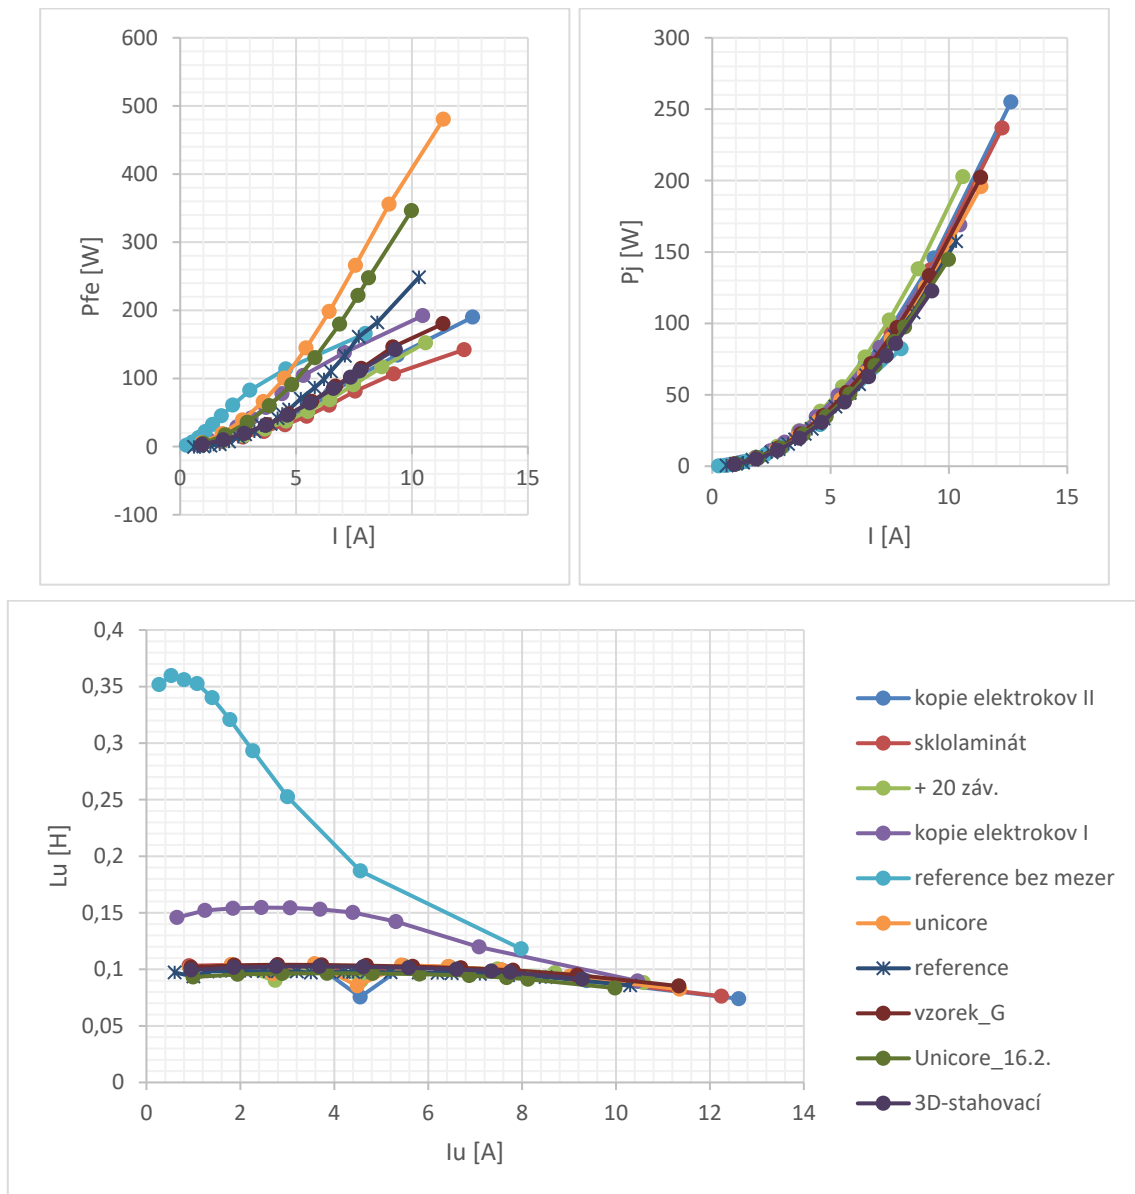 600
500
400
300
200
100
0
-100
Pfe [W]
0
5
10
15
I [A]
300
250
200
150
100
50
0
Pj [W]
0
5
10
15
I [A]
0,4
0,35
0,3
0,25
0,2
0,15
0,1
0,05
0
Lu [H]
0
2
4
6
8
10
12
14
Iu [A]
kopie elektrokov II
sklolaminát
+ 20 záv.
kopie elektrokov I
reference bez mezer
unicore
reference
vzorek_G
Unicore_16.2.
3D-stahovací